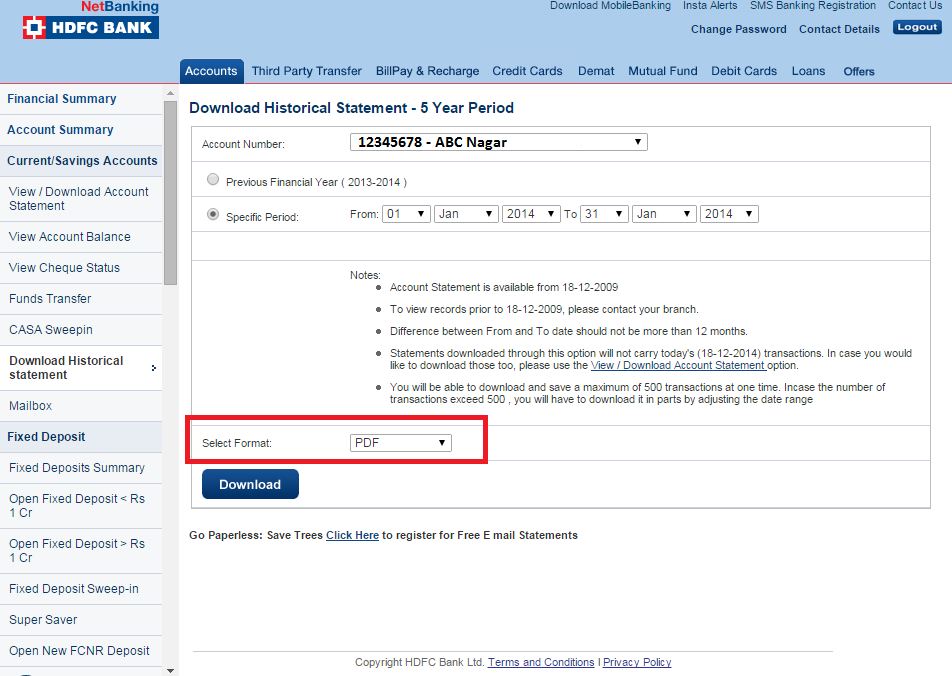 NetBanking
HDFC BANK
Download MobileBanking Insta Alerts SMS Banking Registration Contact Us
Change Password Contact Details Logout
Accounts Third Party Transfer BillPay & Recharge Credit Cards Demat Mutual Fund Debit Cards Loans Offers
Financial Summary
Account Summary
Current/Savings Accounts
View / Download Account
Statement
View Account Balance
View Cheque Status
Funds Transfer
CASA Sweepin
Download Historical
statement
Mailbox
Fixed Deposit
Fixed Deposits Summary
Open Fixed Deposit < Rs
1 Cr
Open Fixed Deposit > Rs
1 Cr
Fixed Deposit Sweep-in
Super Saver
Open New FCNR Deposit
Download Historical Statement - 5 Year Period
Account Number: 12345678 - ABC Nagar
Previous Financial Year ( 2013-2014 )
Specific Period: From: 01 Jan 2014 To 31 Jan 2014
Notes:
Account Statement is available from 18-12-2009
To view records prior to 18-12-2009, please contact your branch.
Difference between From and To date should not be more than 12 months.
Statements downloaded through this option will not carry today's (18-12-2014) transactions. In case you would
like to download those too, please use the View / Download Account Statement option.
You will be able to download and save a maximum of 500 transactions at one time. Incase the number of
transactions exceed 500 , you will have to download it in parts by adjusting the date range
Select Format: PDF
Download
Go Paperless: Save Trees Click Here to register for Free E mail Statements
Copyright HDFC Bank Ltd. Terms and Conditions I Privacy Policy